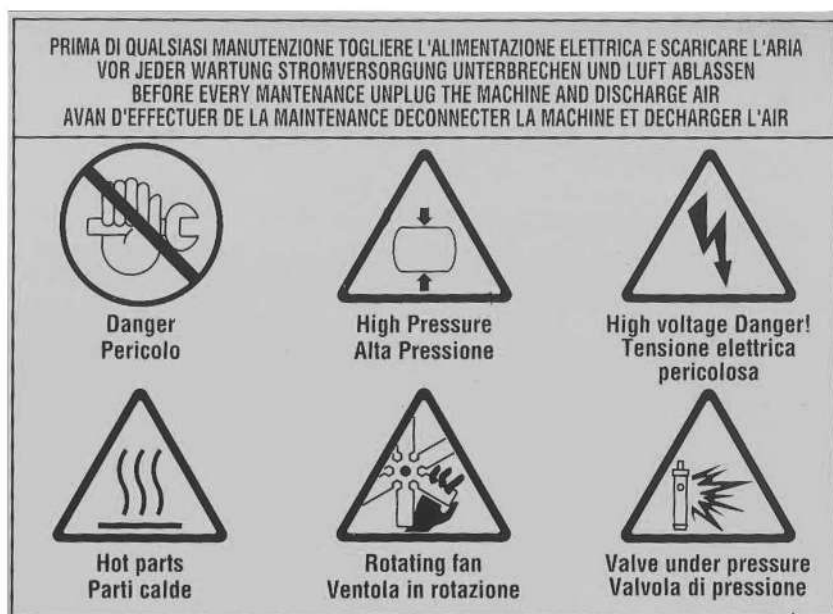 PRIMA DI QUALSIASI MANUTENZIONE TOGLIERE L'ALIMENTAZIONE ELETTRICA E SCARICARE L'ARIA
VOR JEDER WARTUNG STROMVERSORGUNG UNTERBRECHEN UND LUFT ABLASSEN
BEFORE EVERY MANTENANCE UNPLUG THE MACHINE AND DISCHARGE AIR
AVAN D'EFFECTUER DE LA MAINTENANCE DECONNECTER LA MACHINE ET DECHARGER L'AIR
Danger
Pericolo
High Pressure
Alta Pressione
High voltage Danger!
Tensione elettrica
pericolosa
Hot parts
Parti calde
Rotating fan
Ventola in rotazione
Valve under pressure
Valvola di pressione